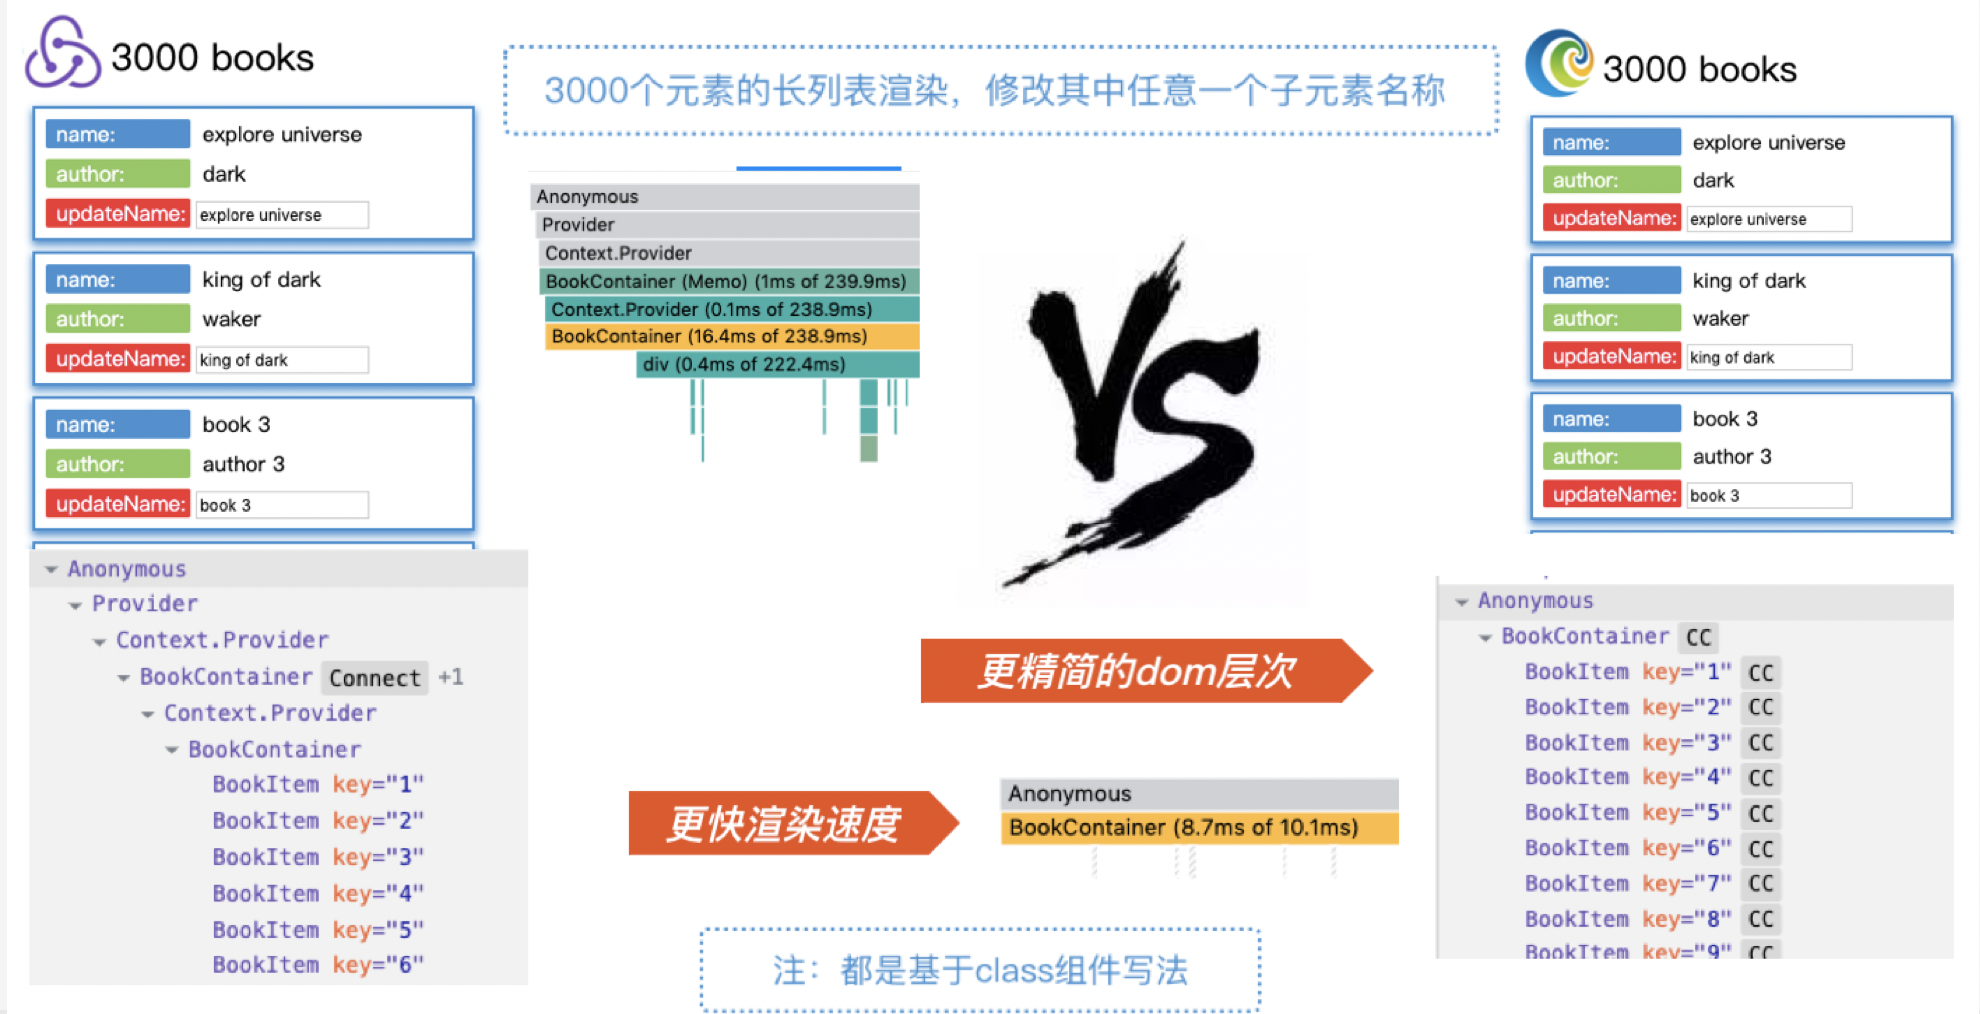 3000 books
name: explore universe
author: dark
updateName: explore universe
name: king of dark
author: waker
updateName: king of dark
name: book 3
author: author 3
updateName: book 3
Anonymous
Provider
Context.Provider
BookContainer Connect +1
Context.Provider
BookContainer
BookItem key="1"
BookItem key="2"
BookItem key="3"
BookItem key="4"
BookItem key="5"
BookItem key="6"
3000个元素的长列表渲染，修改其中任意一个子元素名称
Anonymous
Provider
Context.Provider
BookContainer (Memo) (1ms of 239.9ms)
Context.Provider (0.1ms of 238.9ms)
BookContainer (16.4ms of 238.9ms)
div (0.4ms of 222.4ms)
VS
更精简的dom层次
更快渲染速度
Anonymous
BookContainer (8.7ms of 10.1ms)
注：都是基于class组件写法
3000 books
name: explore universe
author: dark
updateName: explore universe
name: king of dark
author: waker
updateName: king of dark
name: book 3
author: author 3
updateName: book 3
Anonymous
BookContainer CC
BookItem key="1" CC
BookItem key="2" CC
BookItem key="3" CC
BookItem key="4" CC
BookItem key="5" CC
BookItem key="6" CC
BookItem key="7" CC
BookItem key="8" CC
BookItem key="9" CC